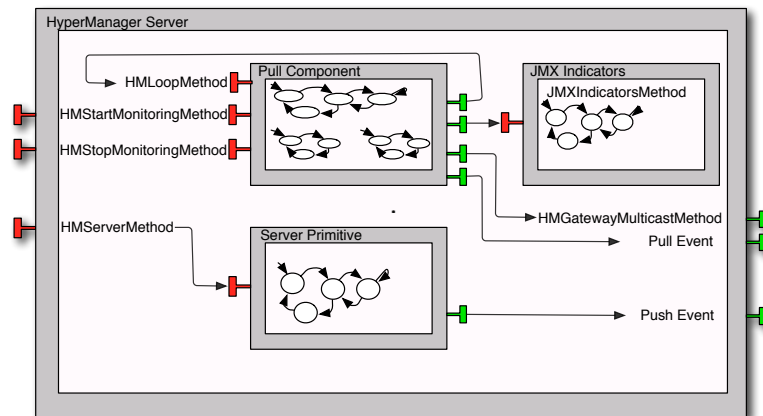 HyperManager Server
Pull Component
JMX Indicators
HMLoopMethod
JMXIndicatorsMethod
HMStartMonitoringMethod
HMStopMonitoringMethod
HMGatewayMulticastMethod
HMServerMethod
Server Primitive
Pull Event
Push Event